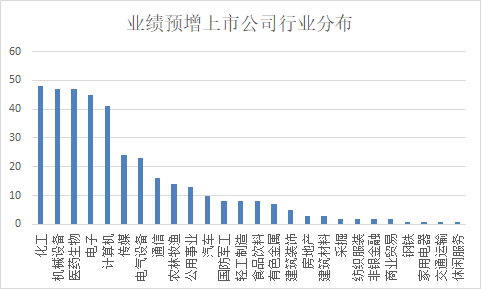 业绩预增上市公司行业分布
60
50
40
30
20
10
0
化工
机械设备
医药生物
电子
计算机
传媒
电气设备
通信
农林牧渔
公用事业
汽车
国防军工
轻工制造
食品饮料
有色金属
建筑装饰
房地产
建筑材料
采掘
纺织服装
非银金融
商业贸易
钢铁
家用电器
交通运输
休闲服务